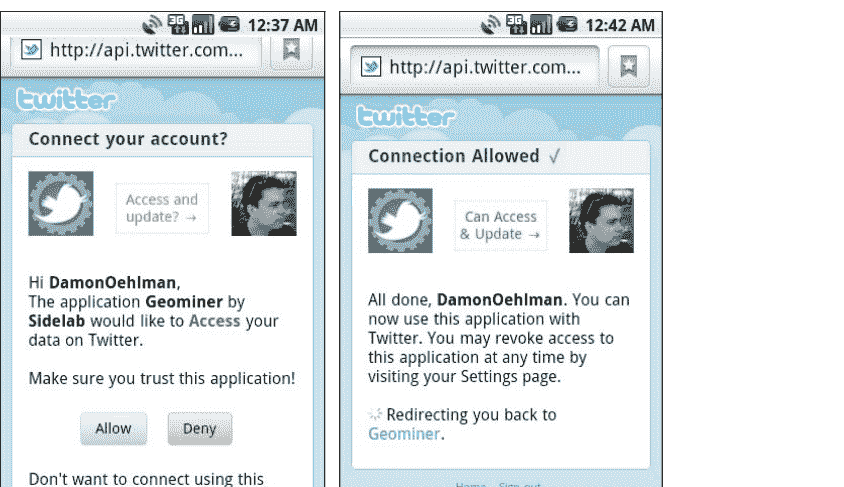 12:37 AM
http://api.twitter.com...
twitter
Connect your account?
Access and
update? →
Hi DamonOehlman,
The application Geominer by
Sidelab would like to Access your
data on Twitter.
Make sure you trust this application!
Allow Deny
Don't want to connect using this
12:42 AM
http://api.twitter.com...
twitter
Connection Allowed ✓
Can Access
& Update →
All done, DamonOehlman. You can
now use this application with
Twitter. You may revoke access to
this application at any time by
visiting your Settings page.
Redirecting you back to
Geominer.
Home Sign out